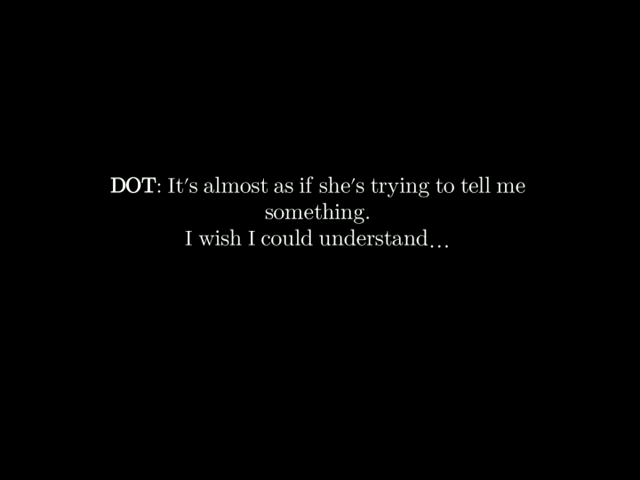 DOT: It's almost as if she's trying to tell me
something.
I wish I could understand...